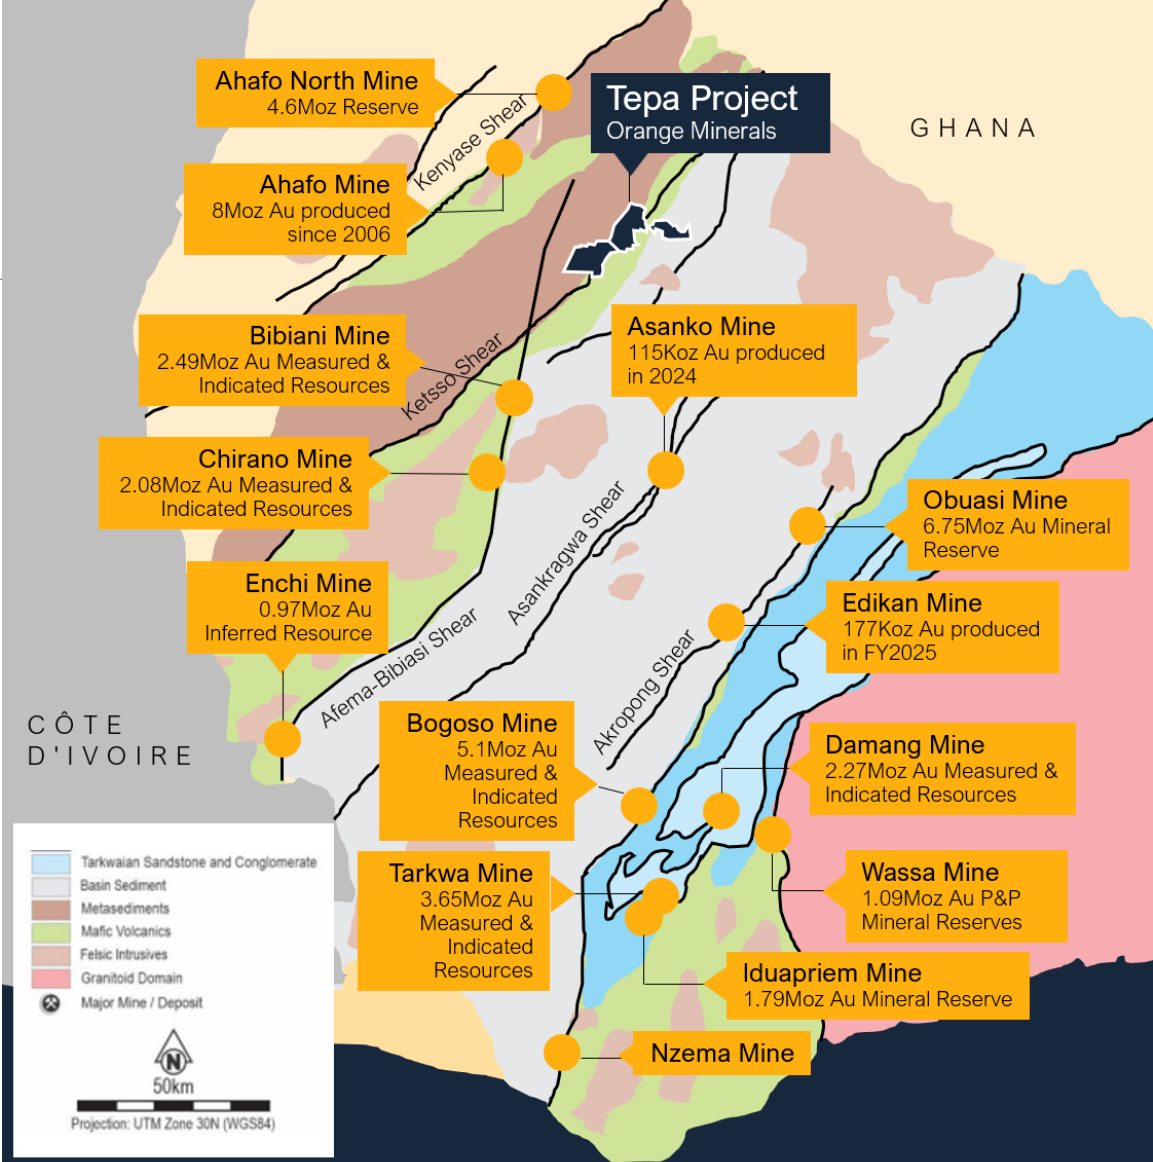 Ahafo North Mine
4.6Moz Reserve
Tepa Project
Orange Minerals
GHANA
Kenyase Shear
Ahafo Mine
8Moz Au produced
since 2006
Bibiani Mine
2.49Moz Au Measured &
Indicated Resources
Ketsso Shear
Asanko Mine
115Koz Au produced
in 2024
Chirano Mine
2.08Moz Au Measured &
Indicated Resources
Asankragwa Shear
Obuasi Mine
6.75Moz Au Mineral
Reserve
Enchi Mine
0.97Moz Au
Inferred Resource
Afema-Bibiasi Shear
Edikan Mine
177Koz Au produced
in FY2025
Akropong Shear
CÔTE
D'IVOIRE
Bogoso Mine
5.1Moz Au
Measured &
Indicated
Resources
Damang Mine
2.27Moz Au Measured &
Indicated Resources
Tarkwa Mine
3.65Moz Au
Measured &
Indicated
Resources
Wassa Mine
1.09Moz Au P&P
Mineral Reserves
Iduapriem Mine
1.79Moz Au Mineral Reserve
Nzema Mine
Tarkwaian Sandstone and Conglomerate
Basin Sediment
Metasediments
Mafic Volcanics
Felsic Intrusives
Granitoid Domain
Major Mine / Deposit
N
50km
Projection: UTM Zone 30N (WGS84)